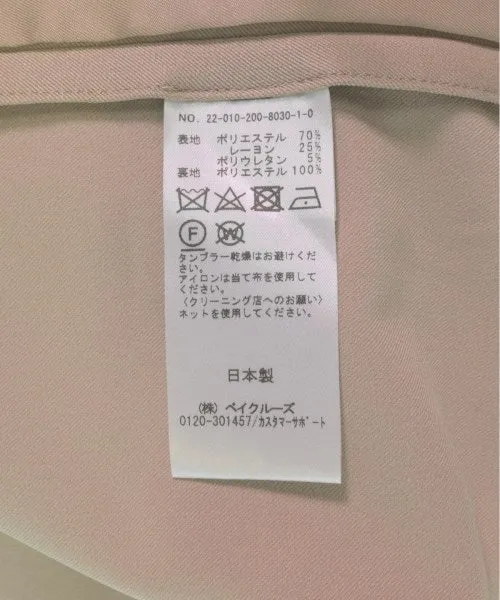 NO. 22-010-200-8030-1-0
表地 ポリエステル 70%
レーヨン 25%
ポリウレタン 5%
裏地 ポリエステル 100%
F W
タンブラー乾燥はお避けくだ
さい。
アイロンは当て布を使用して
ください。
〈クリーニング店へのお願い〉
ネットを使用してください。
日本製
(株) ベイクルーズ
0120-301457/カスタマーサポート